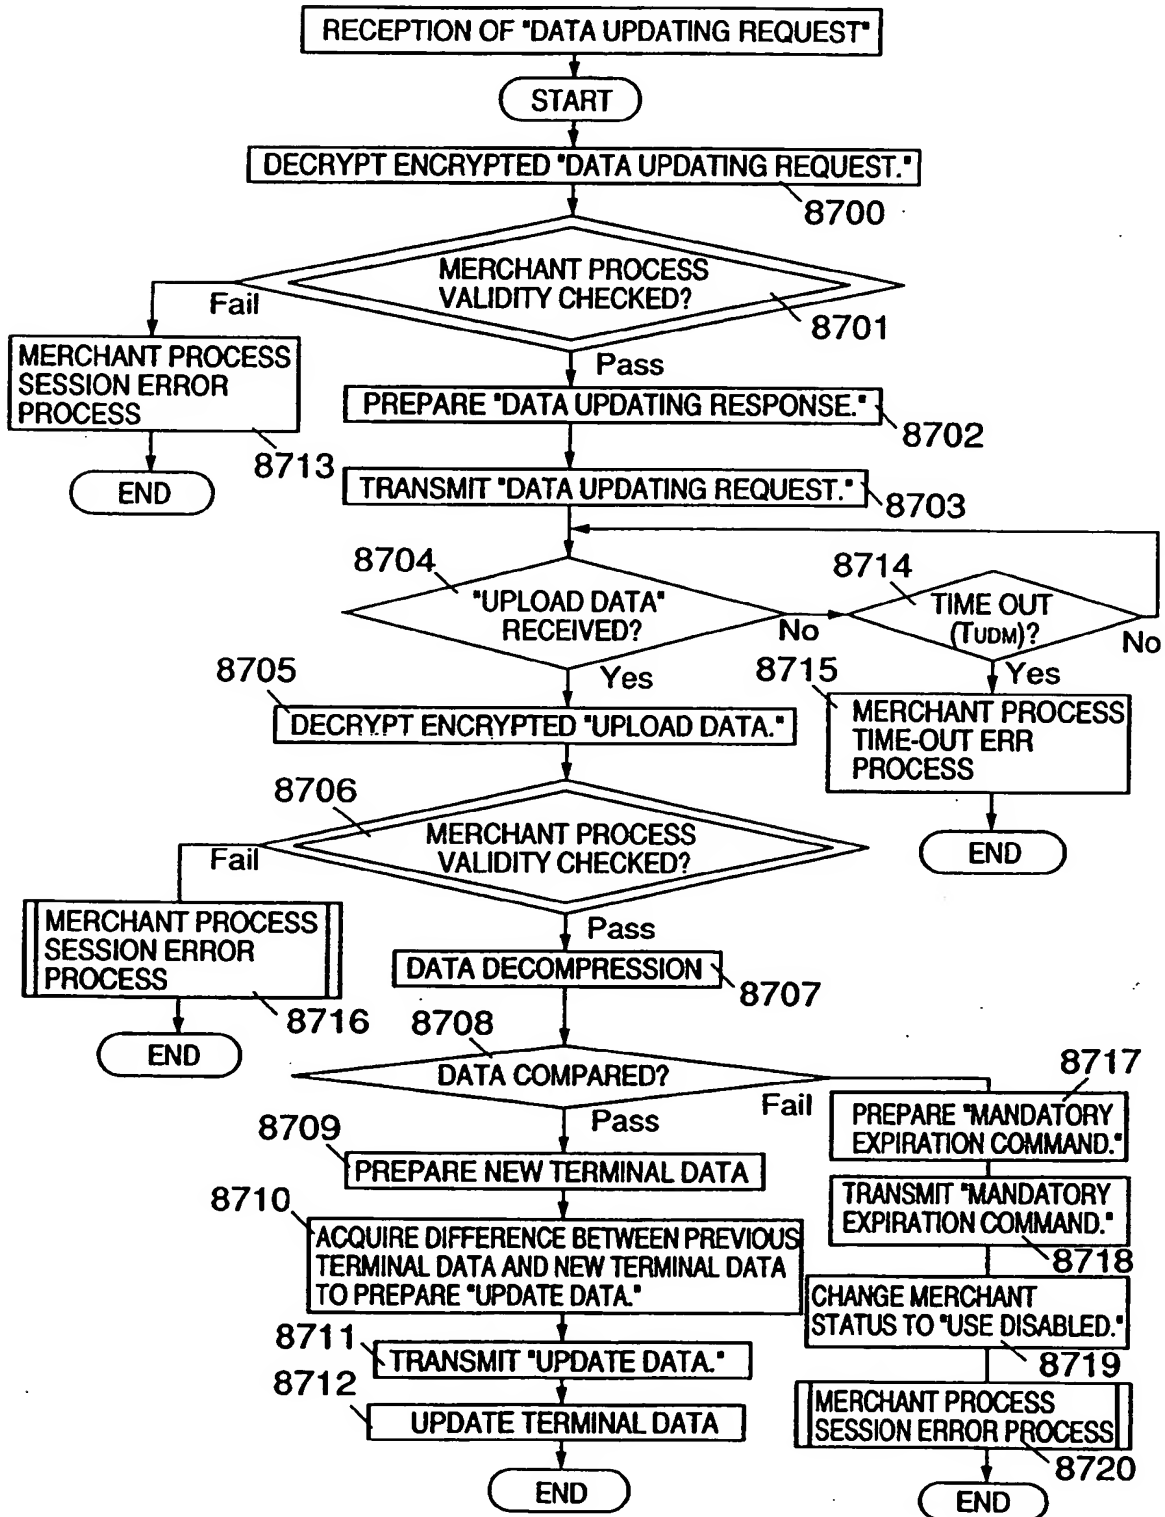 RECEPTION OF "DATA UPDATING REQUEST"
START
DECRYPT ENCRYPTED "DATA UPDATING REQUEST."
8700
MERCHANT PROCESS
VALIDITY CHECKED?
8701
Fail
Pass
MERCHANT PROCESS
SESSION ERROR
PROCESS
8713
END
PREPARE "DATA UPDATING RESPONSE."
8702
TRANSMIT "DATA UPDATING REQUEST."
8703
8704
"UPLOAD DATA"
RECEIVED?
No
Yes
8714
TIME OUT
(TUDM)?
No
Yes
8715
MERCHANT PROCESS
TIME-OUT ERR
PROCESS
END
8705
DECRYPT ENCRYPTED "UPLOAD DATA."
8706
MERCHANT PROCESS
VALIDITY CHECKED?
Fail
Pass
MERCHANT PROCESS
SESSION ERROR
PROCESS
8716
END
DATA DECOMPRESSION
8707
8708
DATA COMPARED?
Fail
Pass
8709
PREPARE NEW TERMINAL DATA
8710
ACQUIRE DIFFERENCE BETWEEN PREVIOUS
TERMINAL DATA AND NEW TERMINAL DATA
TO PREPARE "UPDATE DATA."
8711
TRANSMIT "UPDATE DATA."
8712
UPDATE TERMINAL DATA
END
8717
PREPARE "MANDATORY
EXPIRATION COMMAND."
TRANSMIT "MANDATORY
EXPIRATION COMMAND."
8718
CHANGE MERCHANT
STATUS TO "USE DISABLED."
8719
MERCHANT PROCESS
SESSION ERROR PROCESS
8720
END